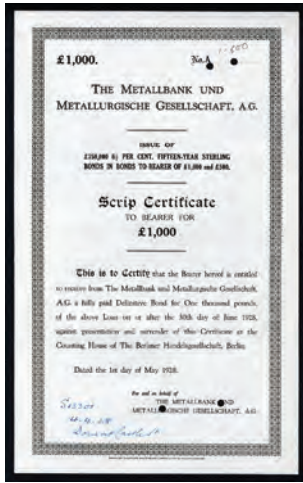 £1,000.
No. A
1-500
THE METALLBANK UND
METALLURGISCHE GESELLSCHAFT, A.G.
ISSUE OF
PER CENT. FIFTEEN-YEAR STERLING
BONDS IN BONDS TO BEARER OF £1,000 and £100.
Scrip Certificate
TO BEARER FOR
£1,000
This is to Certify that the Bearer hereof is entitled
to receive from The Metallbank und Metallurgische Gesellschaft,
A.G. a fully paid Definitive Bond for One thousand pounds,
of the above Loan on or after the 30th day of June 1928,
against presentation and surrender of this Certificate at the
Counting House of The Berliner Handelsgesellschaft, Berlin.
Dated the 1st day of May 1928.
For and on behalf of
THE METALLBANK UND
METALLURGISCHE GESELLSCHAFT, A.G.